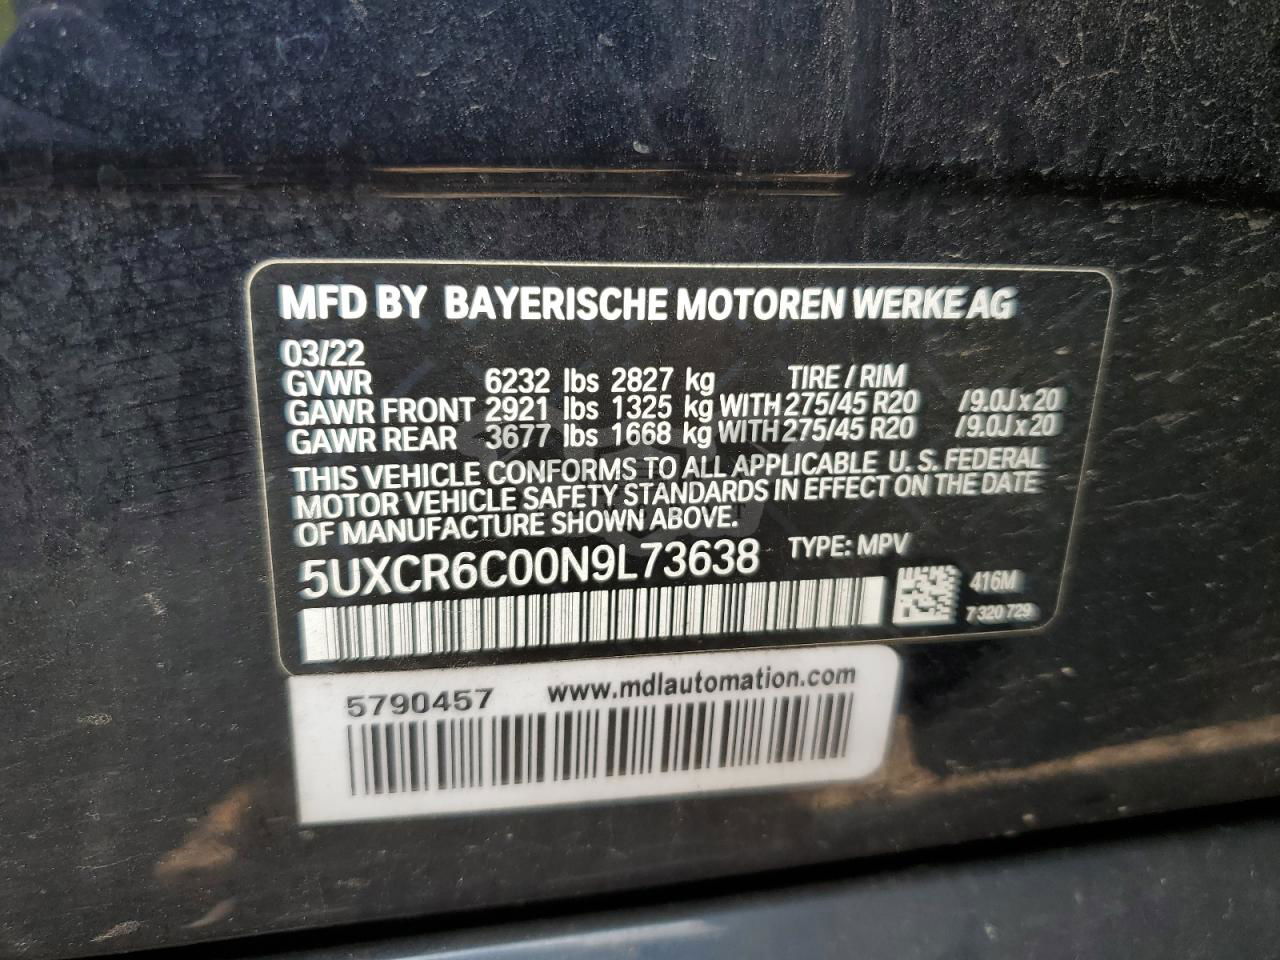 MFD BY BAYERISCHE MOTOREN WERKE AG
03/22
GVWR 6232 lbs 2827 kg TIRE / RIM
GAWR FRONT 2921 lbs 1325 kg WITH 275/45 R20 /9.0J x 20
GAWR REAR 3677 lbs 1668 kg WITH 275/45 R20 /9.0J x 20
THIS VEHICLE CONFORMS TO ALL APPLICABLE U.S. FEDERAL
MOTOR VEHICLE SAFETY STANDARDS IN EFFECT ON THE DATE
OF MANUFACTURE SHOWN ABOVE.
5UXCR6C00N9L73638 TYPE: MPV
416M
7 320 729
5790457 www.mdlautomation.com